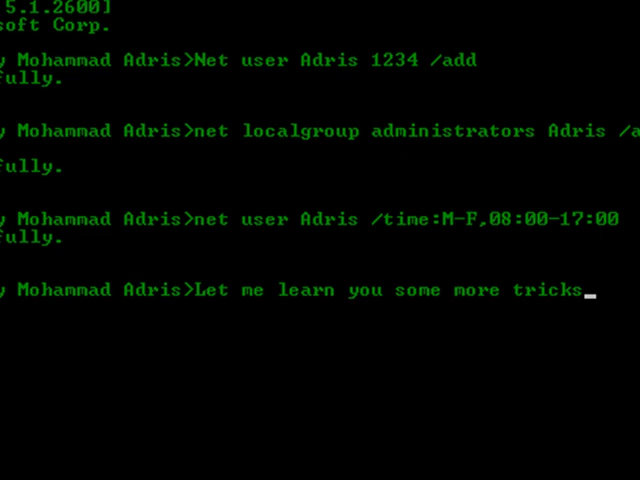 5.1.2600]
soft Corp.
y Mohammad Adris>Net user Adris 1234 /add
fully.
y Mohammad Adris>net localgroup administrators Adris /a
fully.
y Mohammad Adris>net user Adris /time:M-F,08:00-17:00
fully.
y Mohammad Adris>Let me learn you some more tricks_